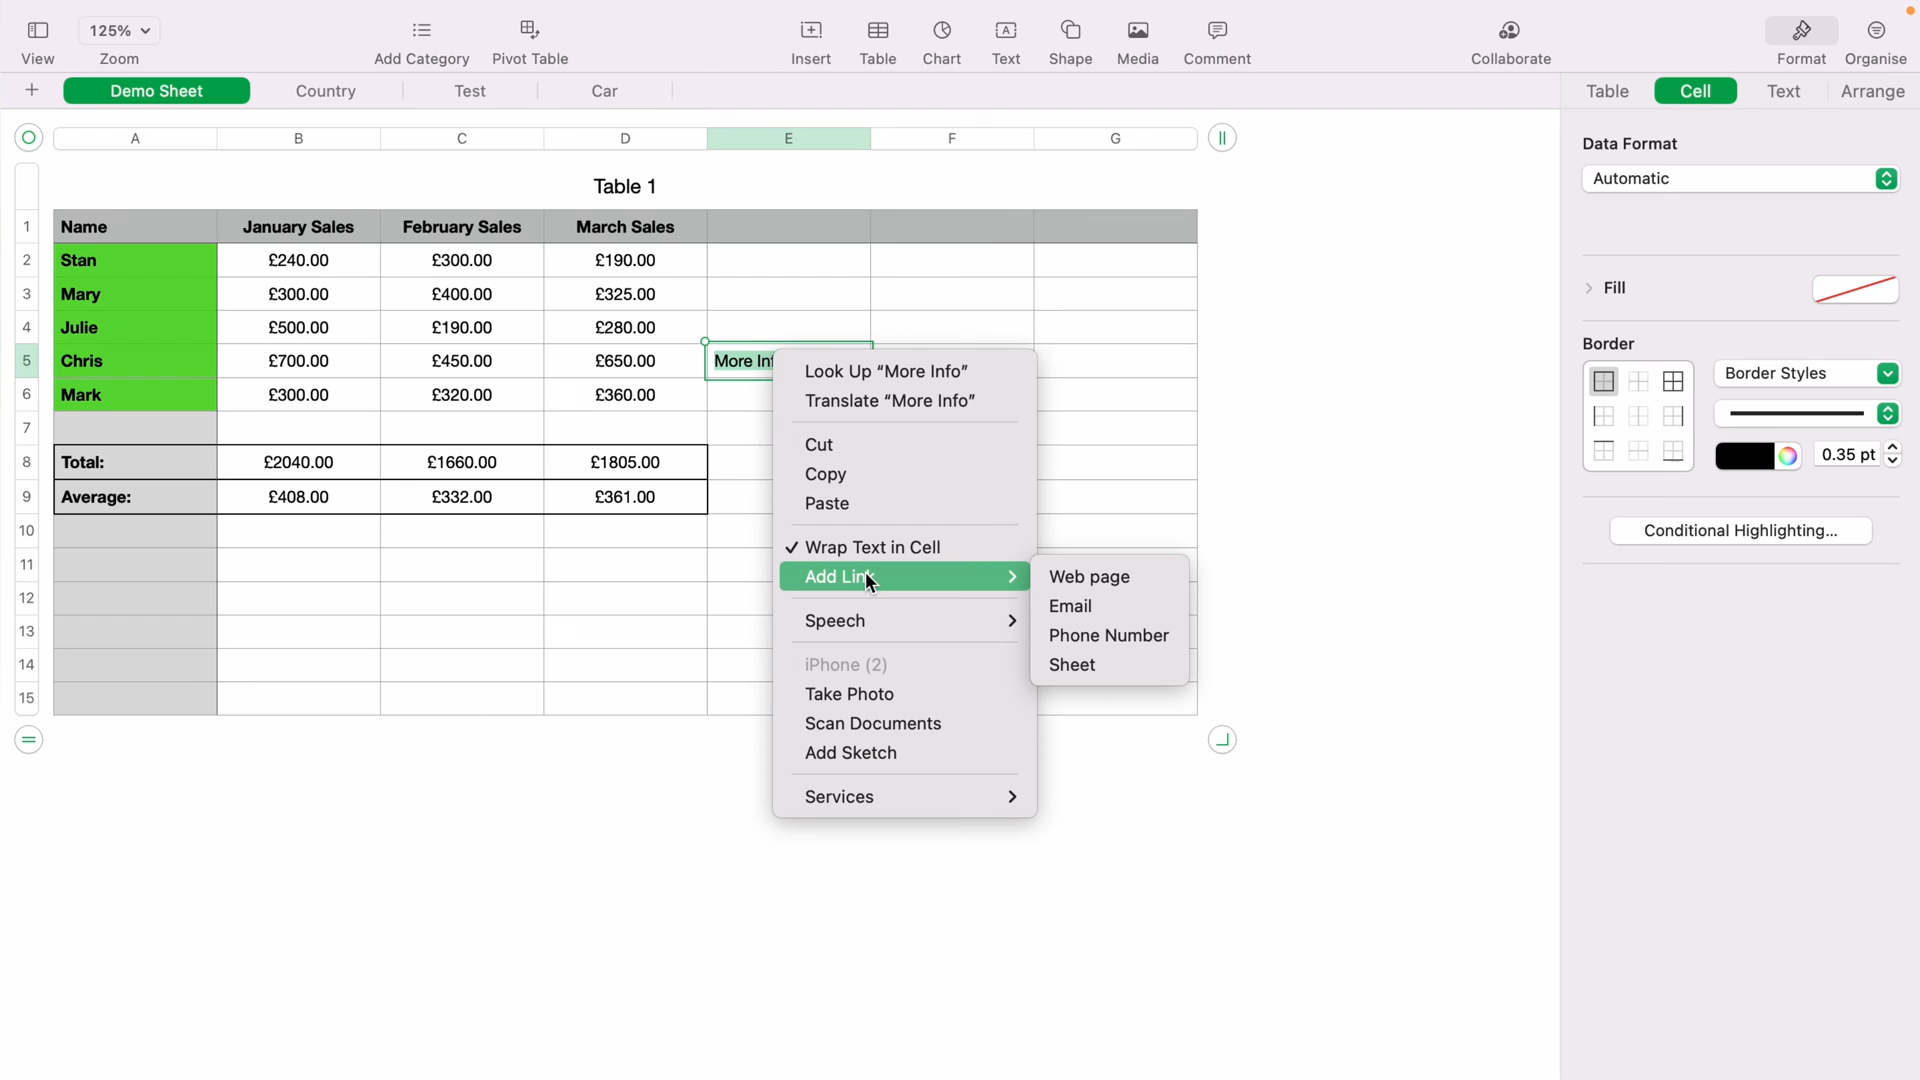 125%
View Zoom Add Category Pivot Table Insert Table Chart Text Shape Media Comment Collaborate Format Organise
Demo Sheet Country Test Car Table Cell Text Arrange
A B C D E F G
Table 1
1 Name January Sales February Sales March Sales
2 Stan £240.00 £300.00 £190.00
3 Mary £300.00 £400.00 £325.00
4 Julie £500.00 £190.00 £280.00
5 Chris £700.00 £450.00 £650.00 More Inf
6 Mark £300.00 £320.00 £360.00
7
8 Total: £2040.00 £1660.00 £1805.00
9 Average: £408.00 £332.00 £361.00
10
11
12
13
14
15
Look Up “More Info”
Translate “More Info”
Cut
Copy
Paste
✓ Wrap Text in Cell
Add Link
Speech
iPhone (2)
Take Photo
Scan Documents
Add Sketch
Services
Web page
Email
Phone Number
Sheet
Data Format
Automatic
Fill
Border
Border Styles
0.35 pt
Conditional Highlighting...